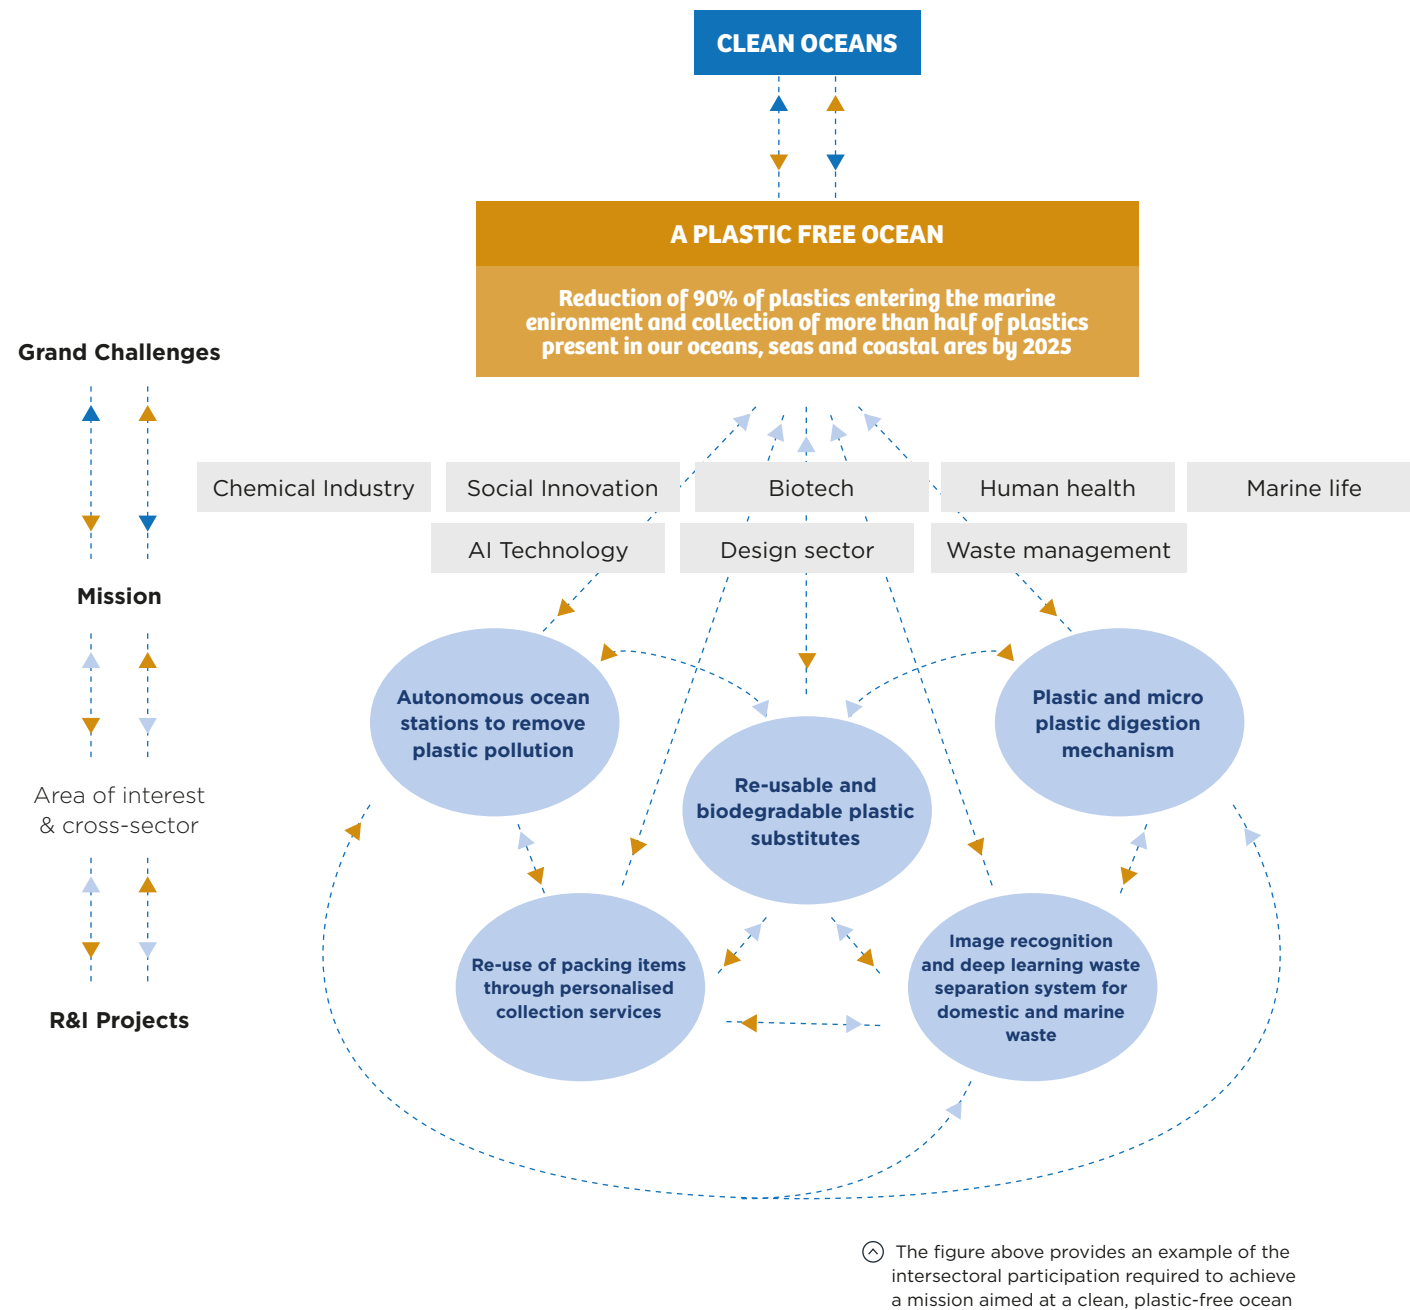 CLEAN OCEANS
A PLASTIC FREE OCEAN
Reduction of 90% of plastics entering the marine
enironment and collection of more than half of plastics
present in our oceans, seas and coastal ares by 2025
Grand Challenges
Mission
Area of interest
& cross-sector
R&I Projects
Chemical Industry
Social Innovation
Biotech
Human health
Marine life
AI Technology
Design sector
Waste management
Autonomous ocean
stations to remove
plastic pollution
Re-usable and
biodegradable plastic
substitutes
Plastic and micro
plastic digestion
mechanism
Re-use of packing items
through personalised
collection services
Image recognition
and deep learning waste
separation system for
domestic and marine
waste
The figure above provides an example of the
intersectoral participation required to achieve
a mission aimed at a clean, plastic-free ocean